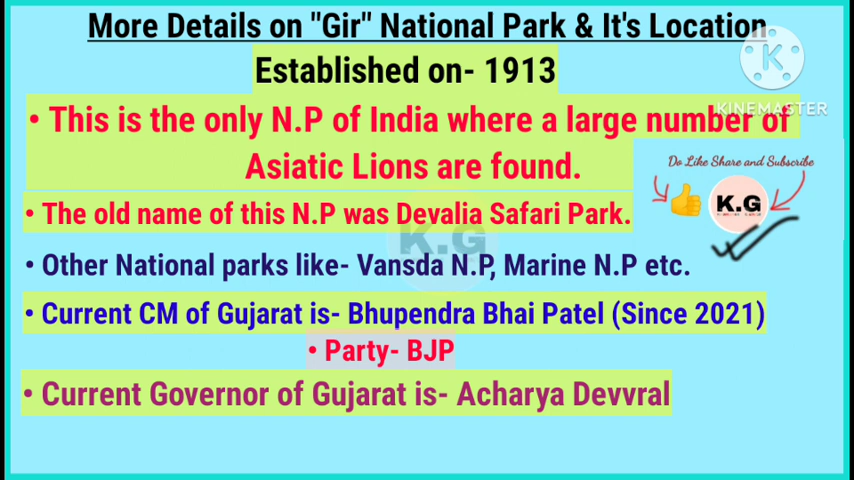 More Details on "Gir" National Park & It's Location
Established on- 1913
KINEMASTER
• This is the only N.P of India where a large number of
Asiatic Lions are found.
Do Like Share and Subscribe
K.G
• The old name of this N.P was Devalia Safari Park.
K.G
• Other National parks like- Vansda N.P, Marine N.P etc.
• Current CM of Gujarat is- Bhupendra Bhai Patel (Since 2021)
• Party- BJP
• Current Governor of Gujarat is- Acharya Devvral